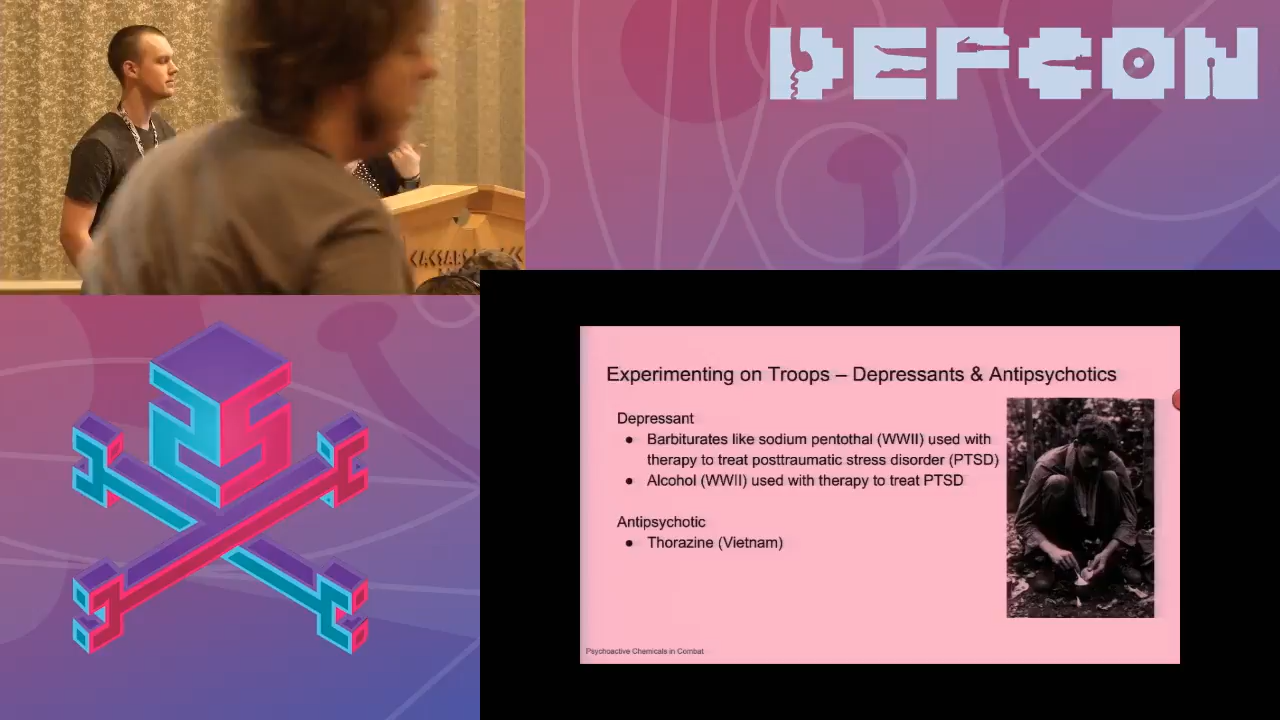 DEFCON
CAESARS
Experimenting on Troops – Depressants & Antipsychotics
Depressant
● Barbiturates like sodium pentothal (WWII) used with
therapy to treat posttraumatic stress disorder (PTSD)
● Alcohol (WWII) used with therapy to treat PTSD
Antipsychotic
● Thorazine (Vietnam)
Psychoactive Chemicals in Combat